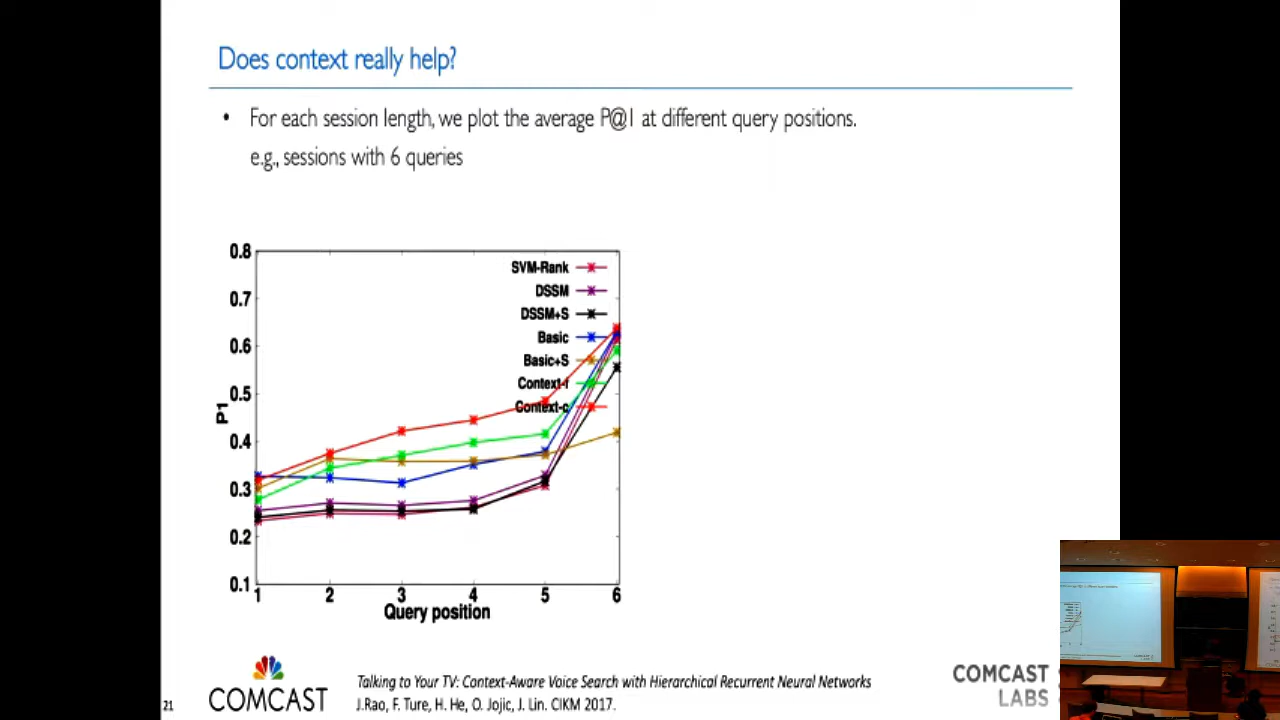 Does context really help?
• For each session length, we plot the average P@1 at different query positions.
e.g., sessions with 6 queries
0.8
0.7
0.6
0.5
0.4
0.3
0.2
0.1
P1
SVM-Rank
DSSM
DSSM+S
Basic
Basic+S
Context-f
Context-c
1 2 3 4 5 6
Query position
21
COMCAST
Talking to Your TV: Context-Aware Voice Search with Hierarchical Recurrent Neural Networks
J.Rao, F. Ture, H. He, O. Jojic, J. Lin. CIKM 2017.
COMCAST
LABS